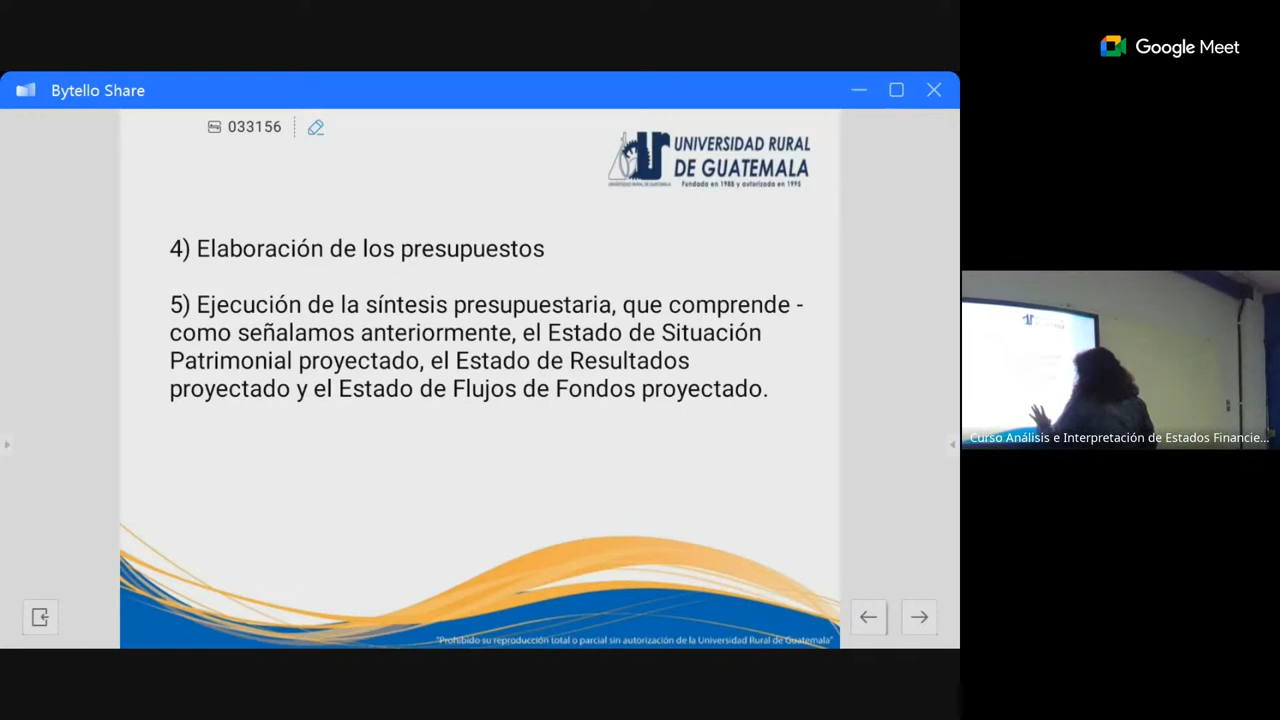 Google Meet
Bytello Share
033156
UNIVERSIDAD RURAL
DE GUATEMALA
Fundada en 1988 y autorizada en 1995
4) Elaboración de los presupuestos
5) Ejecución de la síntesis presupuestaria, que comprende -
como señalamos anteriormente, el Estado de Situación
Patrimonial proyectado, el Estado de Resultados
proyectado y el Estado de Flujos de Fondos proyectado.
Curso Análisis e Interpretación de Estados Financie...
"Prohibido su reproducción total o parcial sin autorización de la Universidad Rural de Guatemala"